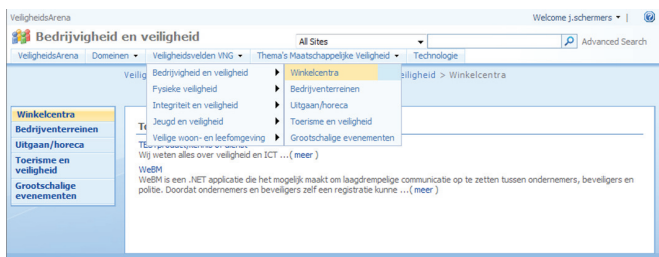 VeiligheidsArena Welcome j.schermers
Bedrijvigheid en veiligheid All Sites Advanced Search
VeiligheidsArena Domeinen Veiligheidsvelden VNG Thema's Maatschappelijke Veiligheid Technologie
Veilig Bedrijvigheid en veiligheid Winkelcentra eiligheid > Winkelcentra
Fysieke veiligheid Bedrijventerreinen
Integriteit en veiligheid Uitgaan/horeca
Jeugd en veiligheid Toerisme en veiligheid
Veilige woon- en leefomgeving Grootschalige evenementen
Winkelcentra
Bedrijventerreinen
Uitgaan/horeca
Toerisme en
veiligheid
Grootschalige
evenementen
Wij weten alles over veiligheid en ICT ...( meer )
WeBM
WeBM is een .NET applicatie die het mogelijk maakt om laagdrempelige communicatie op te zetten tussen ondernemers, beveiligers en
politie. Doordat ondernemers en beveiligers zelf een registratie kunne ...( meer )